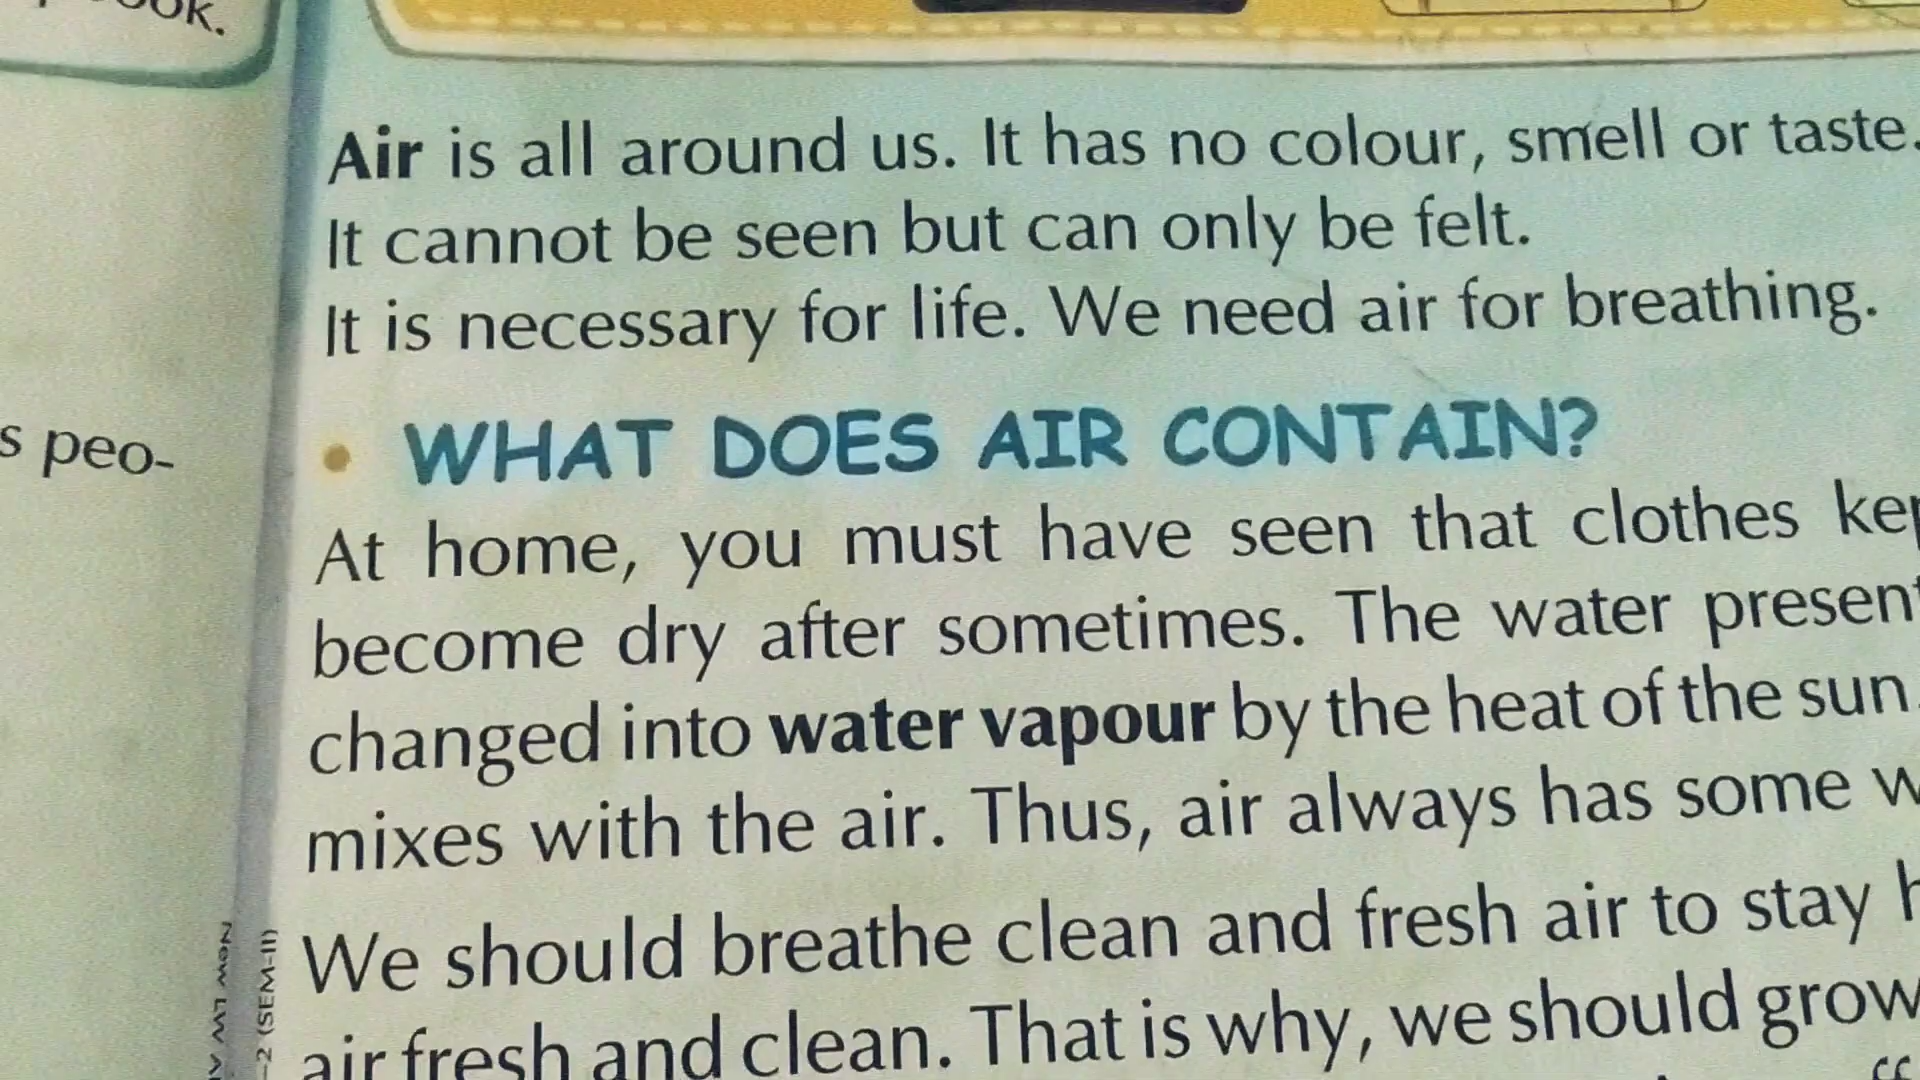 ook.
s peo-
Air is all around us. It has no colour, smell or taste.
It cannot be seen but can only be felt.
It is necessary for life. We need air for breathing.
• WHAT DOES AIR CONTAIN?
At home, you must have seen that clothes
become dry after sometimes. The water present
changed into water vapour by the heat of the sun.
mixes with the air. Thus, air always has some
We should breathe clean and fresh air to stay
air fresh and clean. That is why, we should grow
-2 (SEM-II)